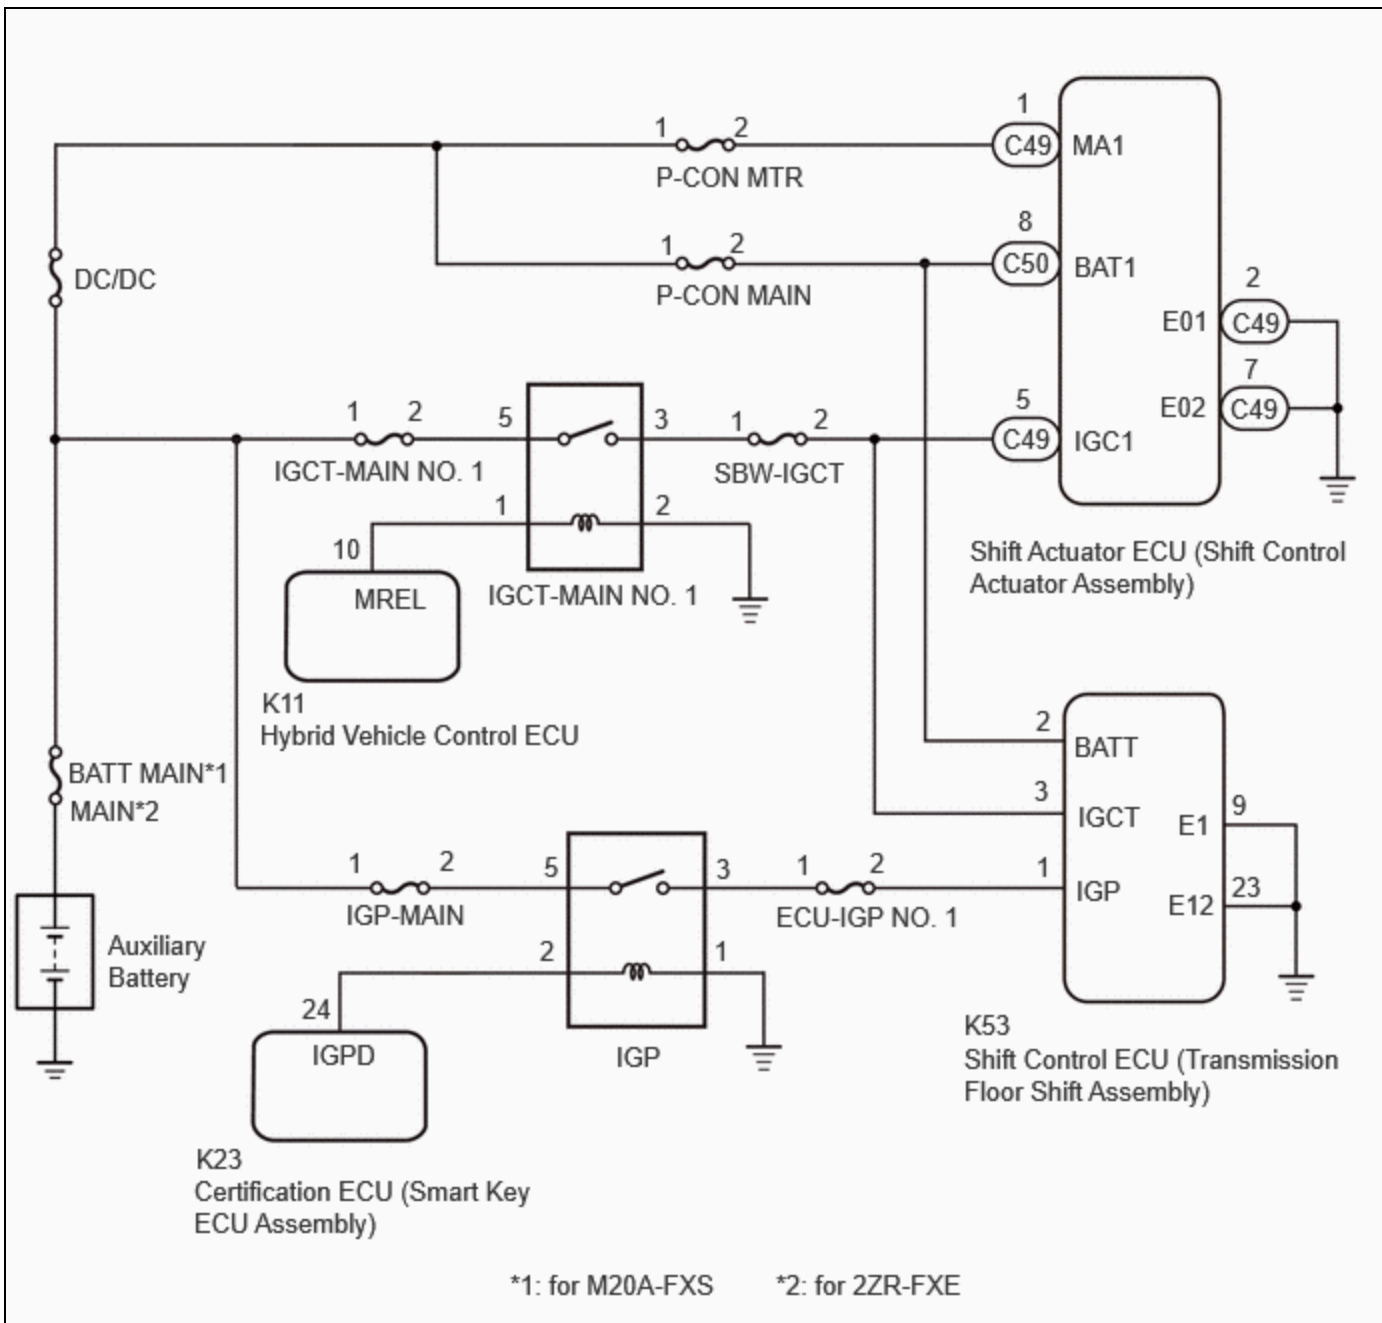 1
1 2
C49 MA1
P-CON MTR
8
1 2
C50 BAT1
DC/DC
P-CON MAIN
2
E01 C49
7
1 2 5 3 1 2 5
E02 C49
C49 IGC1
IGCT-MAIN NO. 1
SBW-IGCT
1 2
10
MREL
IGCT-MAIN NO. 1
Shift Actuator ECU (Shift Control
Actuator Assembly)
K11
Hybrid Vehicle Control ECU
2 BATT
BATT MAIN*1
MAIN*2
3 IGCT
E1 9
1 2 5 3 1 2 1
IGP
E12 23
IGP-MAIN
ECU-IGP NO. 1
Auxiliary
Battery
2 1
24
IGPD
IGP
K53
Shift Control ECU (Transmission
Floor Shift Assembly)
K23
Certification ECU (Smart Key
ECU Assembly)
*1: for M20A-FXS *2: for 2ZR-FXE